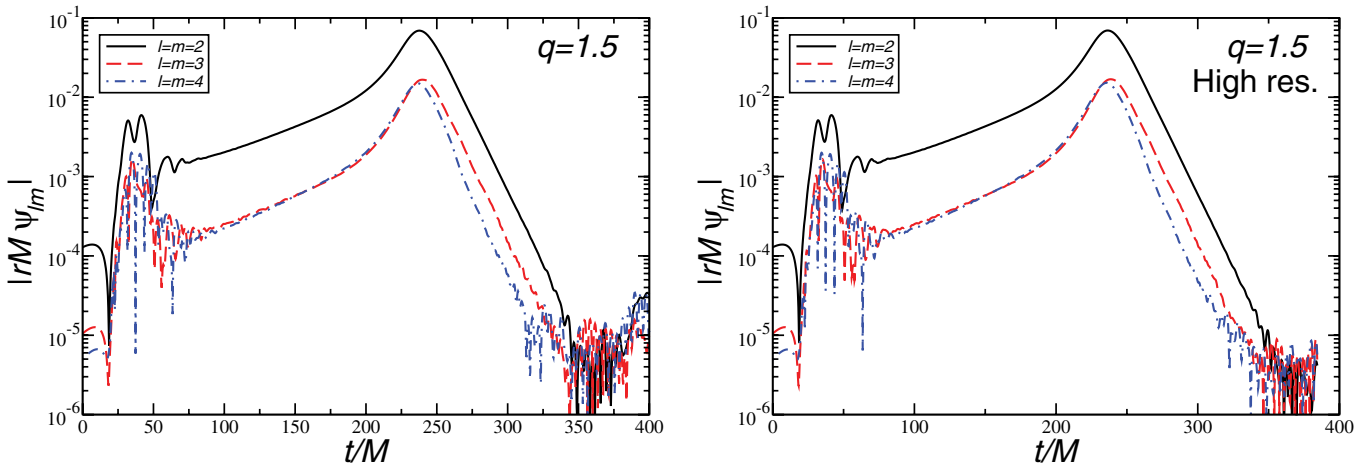 10^-1
10^-2
10^-3
10^-4
10^-5
10^-6
|rM ψ_lm|
l=m=2
l=m=3
l=m=4
q=1.5
0 50 100 150 200 250 300 350 400
t/M
10^-1
10^-2
10^-3
10^-4
10^-5
10^-6
|rM ψ_lm|
l=m=2
l=m=3
l=m=4
q=1.5
High res.
0 100 200 300 400
t/M